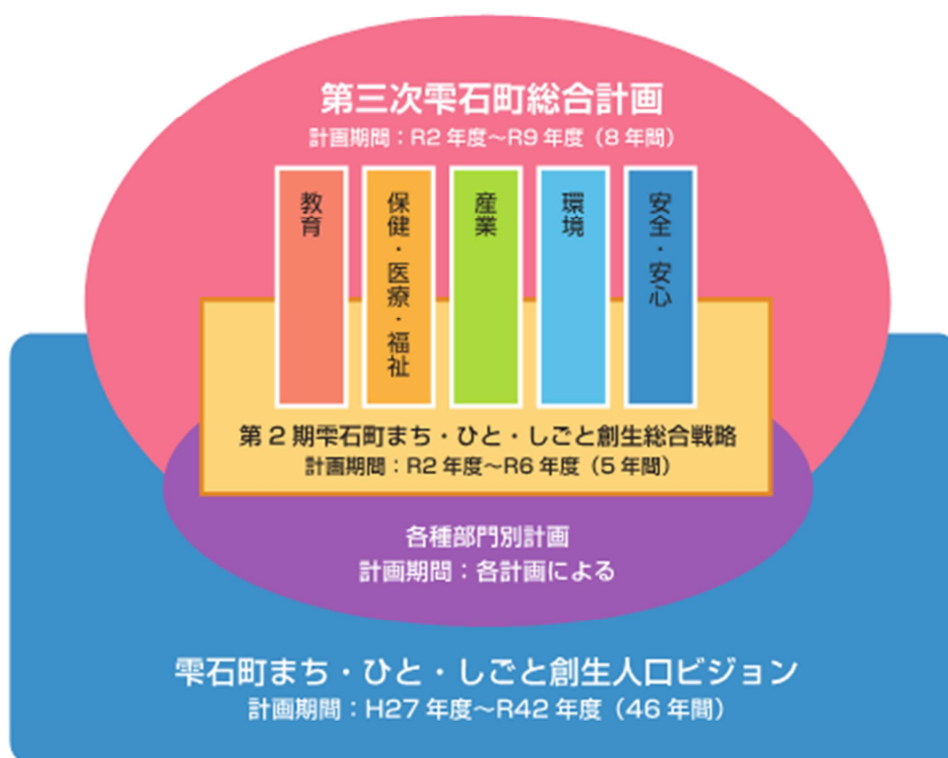 第三次雫石町総合計画
計画期間：R2 年度～R9 年度（8 年間）
教育
保健・医療・福祉
産業
環境
安全・安心
第 2 期雫石町まち・ひと・しごと創生総合戦略
計画期間：R2 年度～R6 年度（5 年間）
各種部門別計画
計画期間：各計画による
雫石町まち・ひと・しごと創生人口ビジョン
計画期間：H27 年度～R42 年度（46 年間）